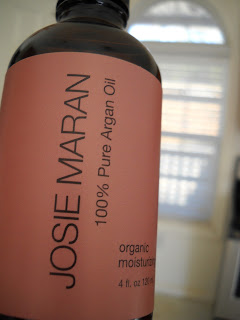 JOSIE MARAN
100% Pure Argan Oil
organic
4 fl. oz